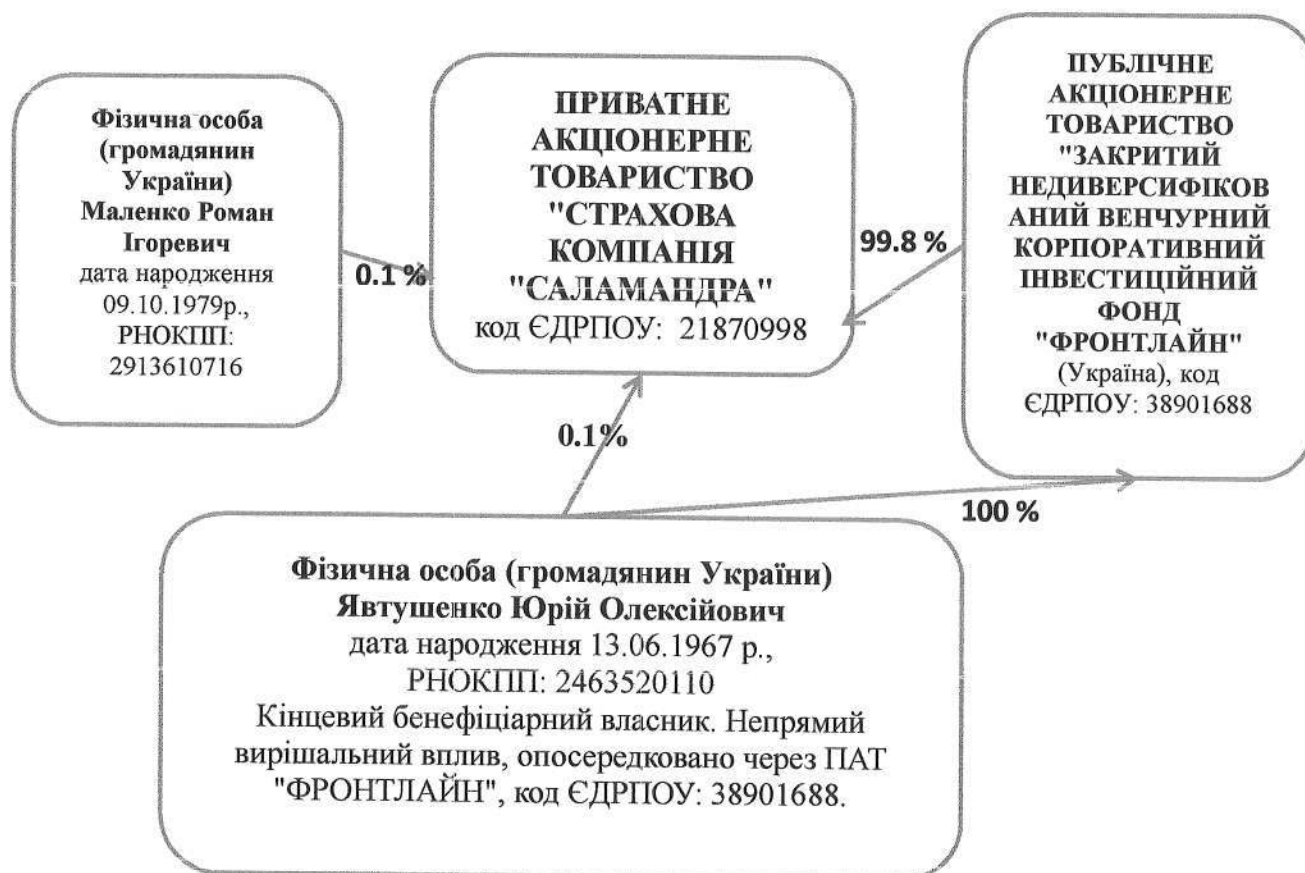 Фізична особа
(громадянин
України)
Маленко Роман
Ігоревич
дата народження
09.10.1979р.,
РНОКПП:
2913610716
0.1 %
ПРИВАТНЕ
АКЦІОНЕРНЕ
ТОВАРИСТВО
"СТРАХОВА
КОМПАНІЯ
"САЛАМАНДРА"
код ЄДРПОУ: 21870998
99.8 %
ПУБЛІЧНЕ
АКЦІОНЕРНЕ
ТОВАРИСТВО
"ЗАКРИТИЙ
НЕДИВЕРСИФІКОВ
АНИЙ ВЕНЧУРНИЙ
КОРПОРАТИВНИЙ
ІНВЕСТИЦІЙНИЙ
ФОНД
"ФРОНТЛАЙН"
(Україна), код
ЄДРПОУ: 38901688
0.1%
100 %
Фізична особа (громадянин України)
Явтушенко Юрій Олексійович
дата народження 13.06.1967 р.,
РНОКПП: 2463520110
Кінцевий бенефіціарний власник. Непрямий
вирішальний вплив, опосередковано через ПАТ
"ФРОНТЛАЙН", код ЄДРПОУ: 38901688.